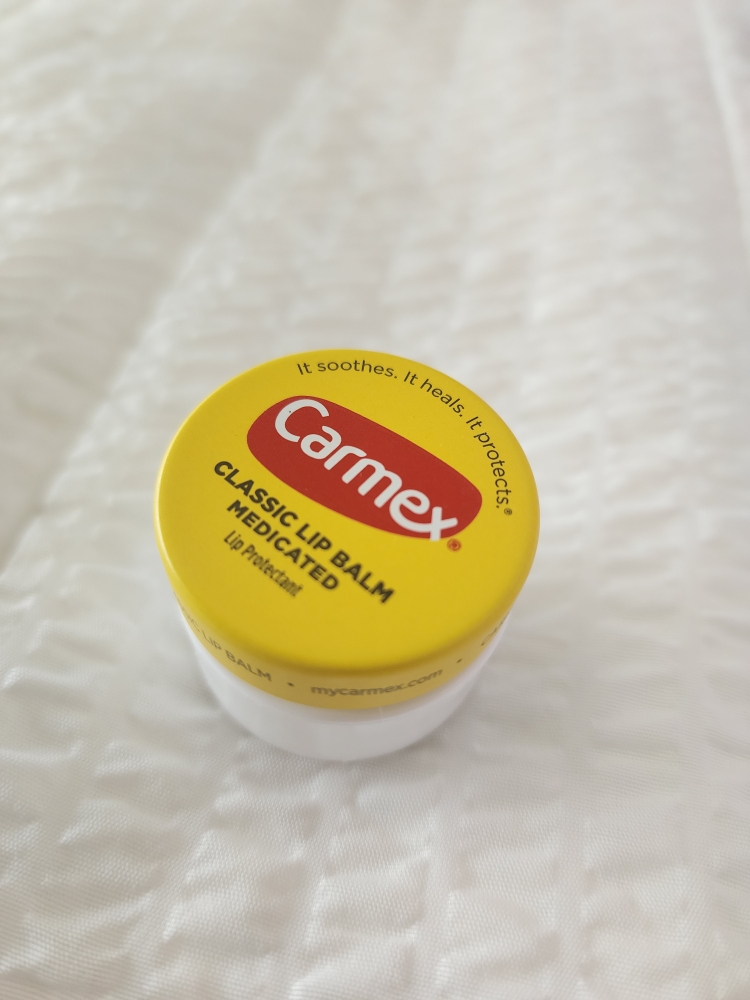 It soothes. It heals. It protects.®
Carmex®
CLASSIC LIP BALM
MEDICATED
Lip Protectant
LIP BALM • mycarmex.com •